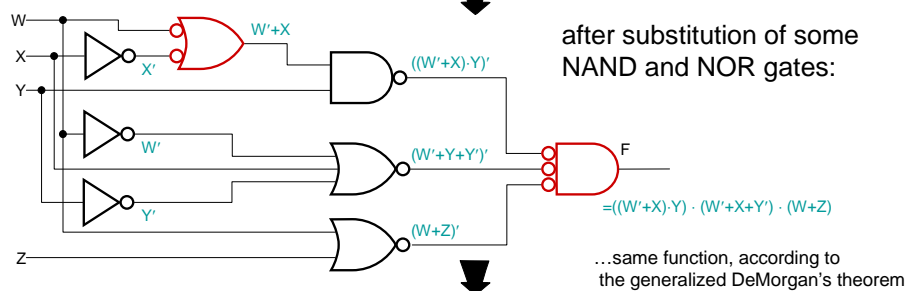 W
W′+X
after substitution of some
NAND and NOR gates:
X
X′
((W′+X)·Y)′
Y
W′
(W′+Y+Y′)′
F
Y′
=((W′+X)·Y) · (W′+X+Y′) · (W+Z)
(W+Z)′
Z
…same function, according to
the generalized DeMorgan's theorem